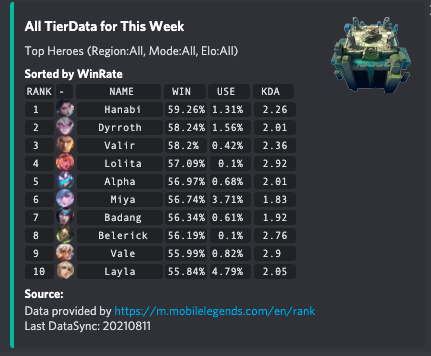 All TierData for This Week
Top Heroes (Region:All, Mode:All, Elo:All)
Sorted by WinRate
RANK - NAME WIN USE KDA
1 Hanabi 59.26% 1.31% 2.26
2 Dyrroth 58.24% 1.56% 2.01
3 Valir 58.2% 0.42% 2.36
4 Lolita 57.09% 0.1% 2.92
5 Alpha 56.97% 0.68% 2.01
6 Miya 56.74% 3.71% 1.83
7 Badang 56.34% 0.61% 1.92
8 Belerick 56.19% 0.1% 2.76
9 Vale 55.99% 0.82% 2.9
10 Layla 55.84% 4.79% 2.05
Source:
Data provided by https://m.mobilelegends.com/en/rank
Last DataSync: 20210811